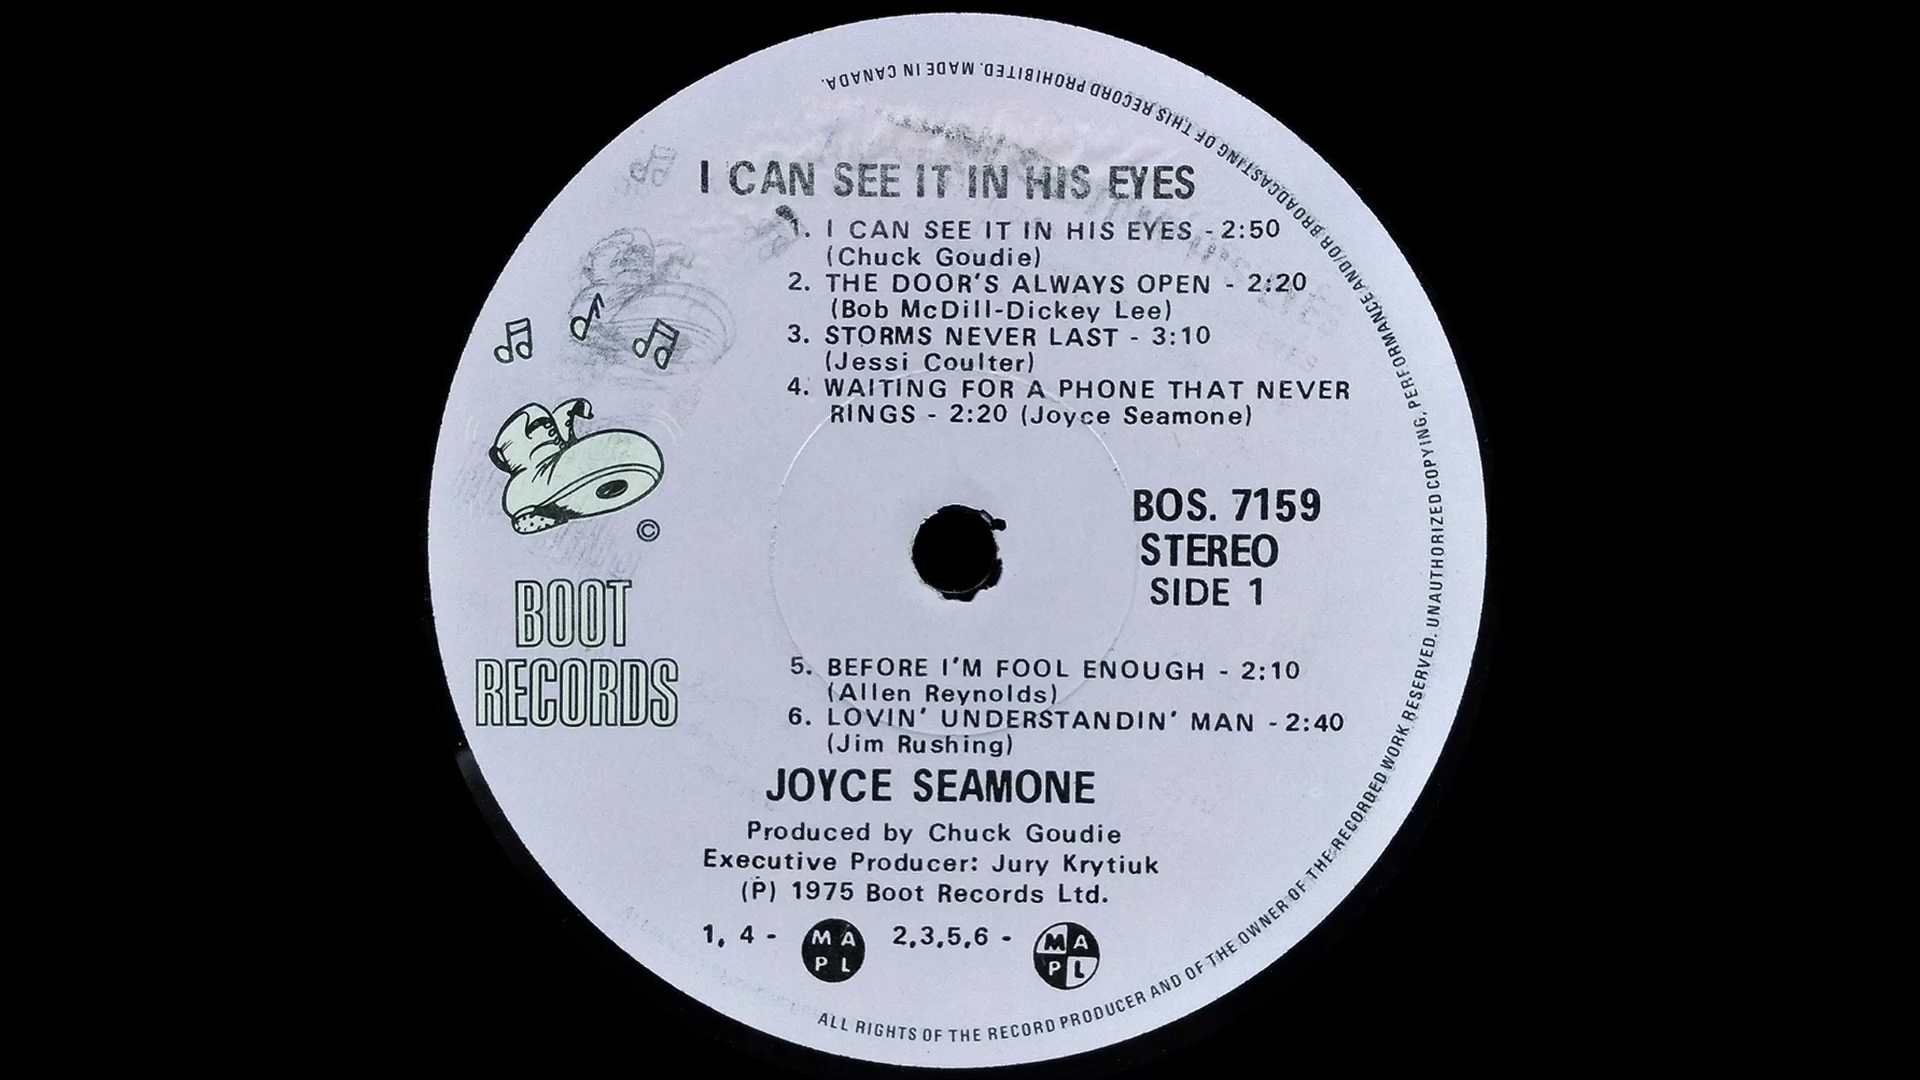 I CAN SEE IT IN HIS EYES
1. I CAN SEE IT IN HIS EYES - 2:50
(Chuck Goudie)
2. THE DOOR'S ALWAYS OPEN - 2:20
(Bob McDill-Dickey Lee)
3. STORMS NEVER LAST - 3:10
(Jessi Coulter)
4. WAITING FOR A PHONE THAT NEVER
RINGS - 2:20 (Joyce Seamone)
©
BOOT
RECORDS
BOS. 7159
STEREO
SIDE 1
5. BEFORE I'M FOOL ENOUGH - 2:10
(Allen Reynolds)
6. LOVIN' UNDERSTANDIN' MAN - 2:40
(Jim Rushing)
JOYCE SEAMONE
Produced by Chuck Goudie
Executive Producer: Jury Krytiuk
(P) 1975 Boot Records Ltd.
1, 4 - MA
PL
2,3,5,6 - MA
PL
ALL RIGHTS OF THE RECORD PRODUCER AND OF THE OWNER OF THE RECORDED WORK RESERVED. UNAUTHORIZED COPYING, PERFORMANCE AND/OR BROADCASTING OF THIS RECORD PROHIBITED. MADE IN CANADA.